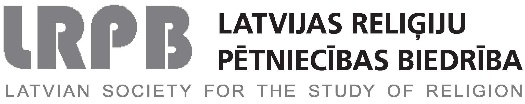 LRPB
LATVIJAS RELIĢIJU
PĒTNIECĪBAS BIEDRĪBA
LATVIAN SOCIETY FOR THE STUDY OF RELIGION